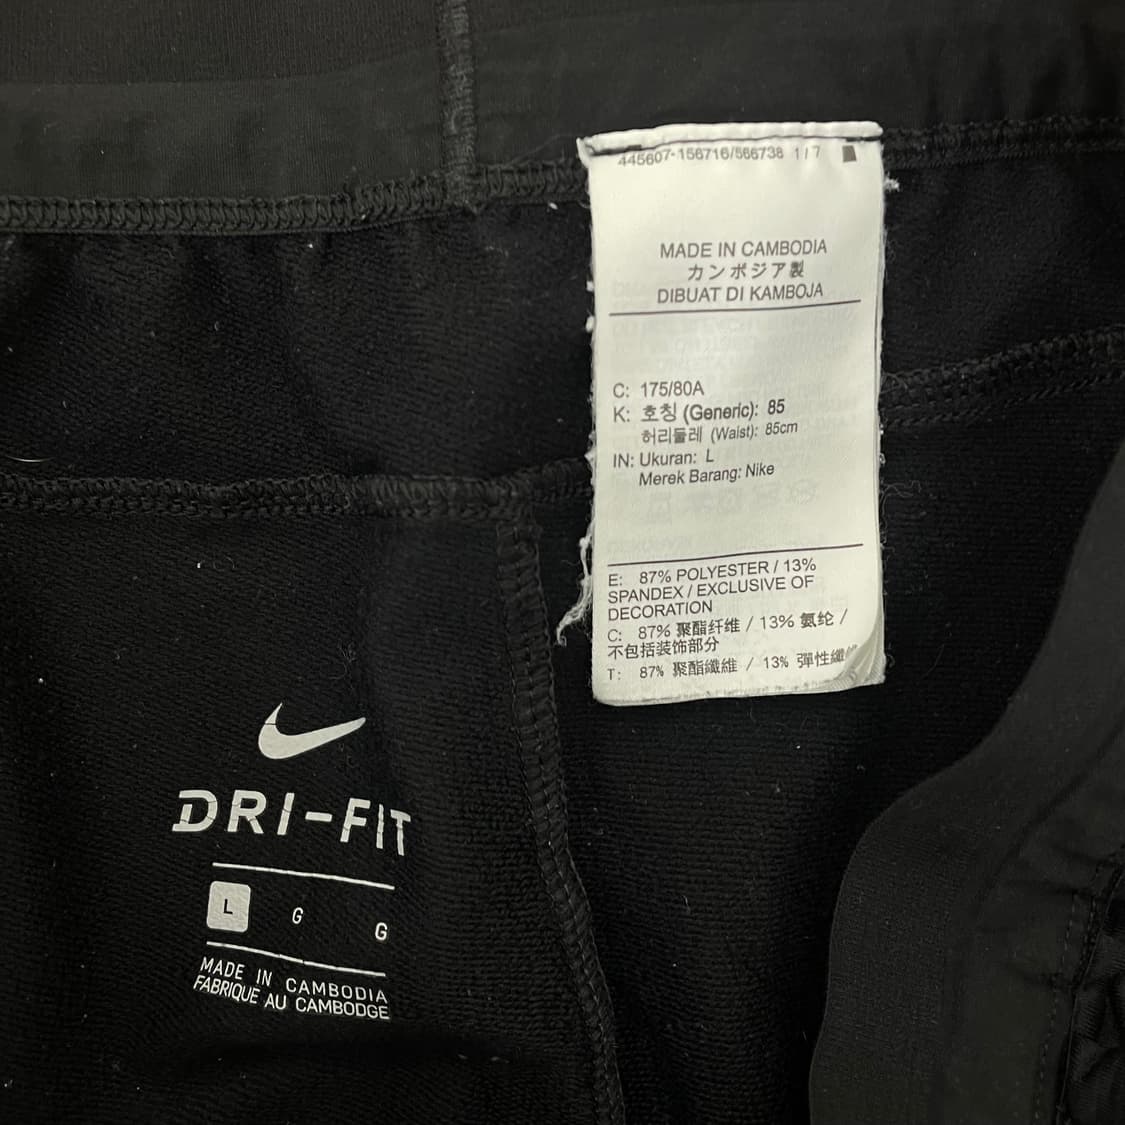 445607-156716/566738 1/7
MADE IN CAMBODIA
カンボジア製
DIBUAT DI KAMBOJA
C: 175/80A
K: 호칭 (Generic): 85
허리둘레 (Waist): 85cm
IN: Ukuran: L
Merek Barang: Nike
E: 87% POLYESTER / 13%
SPANDEX / EXCLUSIVE OF
DECORATION
C: 87% 聚酯纤维 / 13% 氨纶 /
不包括装饰部分
T: 87% 聚酯纖維 / 13% 彈性纖
DRI-FIT
L G G
MADE IN CAMBODIA
FABRIQUE AU CAMBODGE